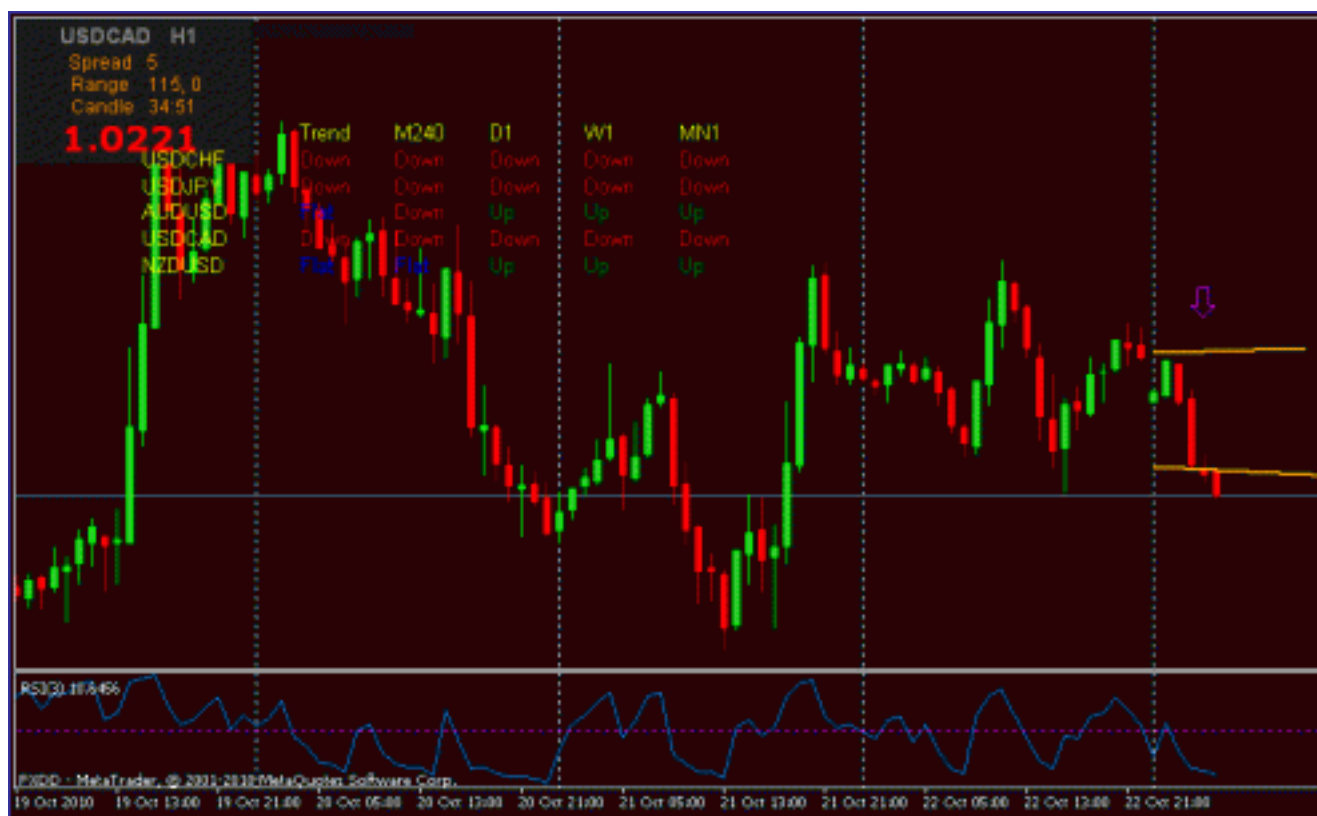 USDCAD H1
Spread 5
Range 115, 0
Candle 34:51
1.0221
Trend M240 D1 W1 MN1
USDCHF Down Down Down Down Down
USDJPY Down Down Down Down Down
AUDUSD Flat Down Up Up Up
USDCAD Down Down Down Down Down
NZDUSD Flat Flat Up Up Up
RSI(3)
FXDD - MetaTrader, © 2001-2010 MetaQuotes Software Corp.
19 Oct 2010 19 Oct 13:00 19 Oct 21:00 20 Oct 05:00 20 Oct 13:00 20 Oct 21:00 21 Oct 05:00 21 Oct 13:00 21 Oct 21:00 22 Oct 05:00 22 Oct 13:00 22 Oct 21:00